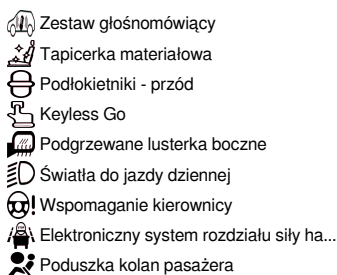 Zestaw głośnomówiący
Tapicerka materiałowa
Podłokietniki - przód
Keyless Go
Podgrzewane lusterka boczne
Światła do jazdy dziennej
Wspomaganie kierownicy
Elektroniczny system rozdziału siły ha...
Poduszka kolan pasażera